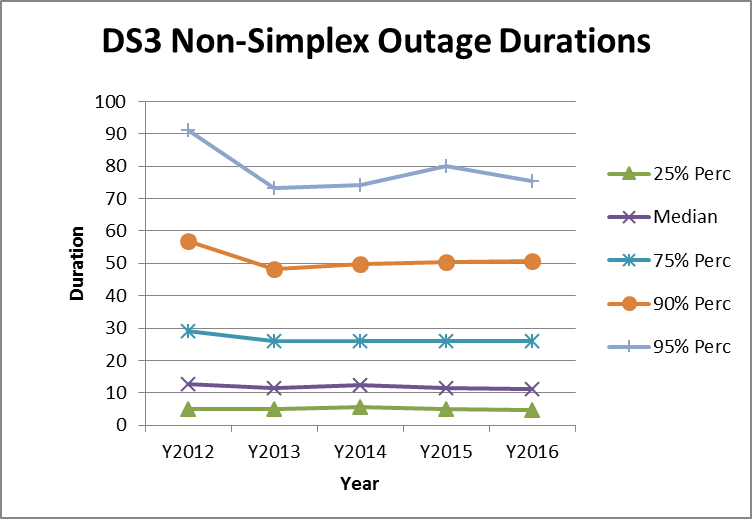 DS3 Non-Simplex Outage Durations
100
90
80
70
60
50
40
30
20
10
0
Duration
Y2012 Y2013 Y2014 Y2015 Y2016
Year
25% Perc
Median
75% Perc
90% Perc
95% Perc